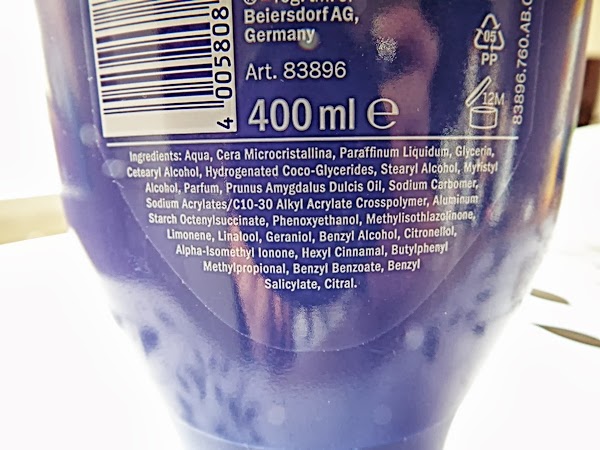 Beiersdorf AG,
Germany
Art. 83896
400 ml ℮
4 005808
05
PP
12M
83896.760.AB.
Ingredients: Aqua, Cera Microcristallina, Paraffinum Liquidum, Glycerin,
Cetearyl Alcohol, Hydrogenated Coco-Glycerides, Stearyl Alcohol, Myristyl
Alcohol, Parfum, Prunus Amygdalus Dulcis Oil, Sodium Carbomer,
Sodium Acrylates/C10-30 Alkyl Acrylate Crosspolymer, Aluminum
Starch Octenylsuccinate, Phenoxyethanol, Methylisothiazolinone,
Limonene, Linalool, Geraniol, Benzyl Alcohol, Citronellol,
Alpha-Isomethyl Ionone, Hexyl Cinnamal, Butylphenyl
Methylpropional, Benzyl Benzoate, Benzyl
Salicylate, Citral.